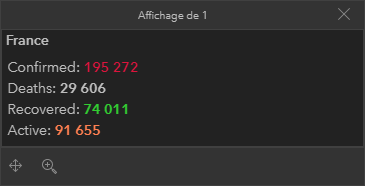 Affichage de 1
France
Confirmed: 195 272
Deaths: 29 606
Recovered: 74 011
Active: 91 655